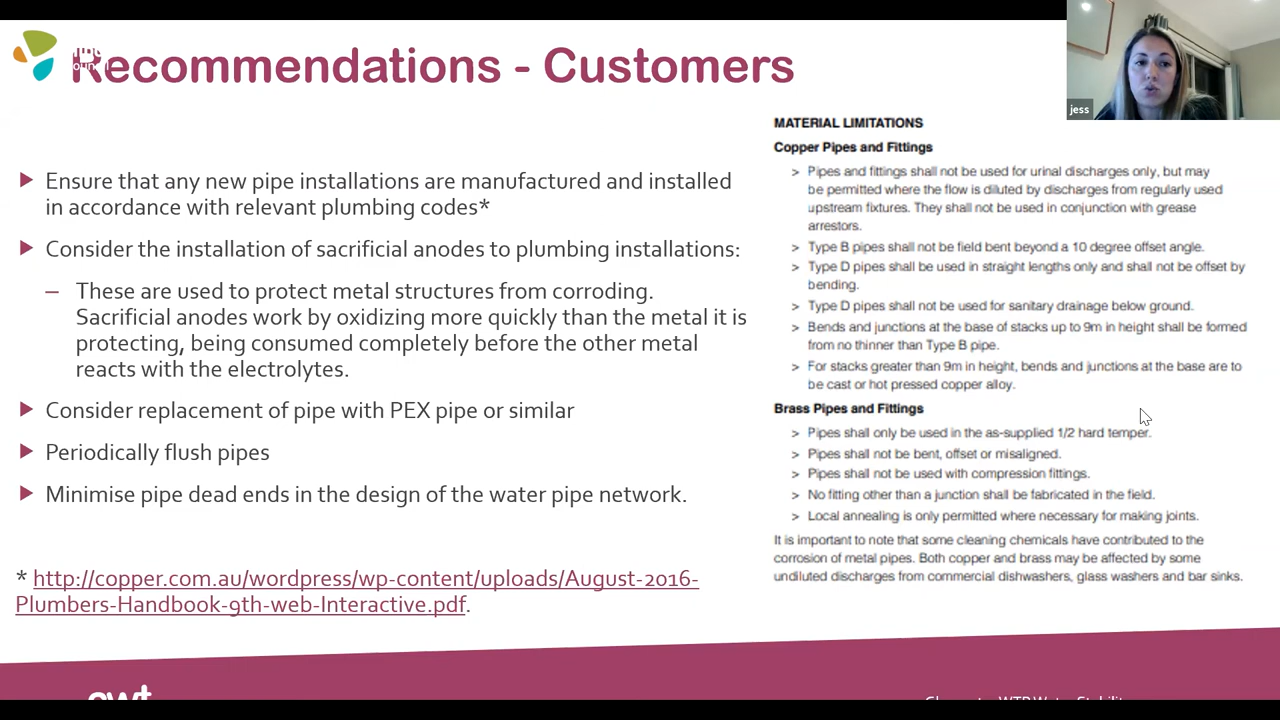 Recommendations - Customers
jess
Ensure that any new pipe installations are manufactured and installed
in accordance with relevant plumbing codes*
Consider the installation of sacrificial anodes to plumbing installations:
– These are used to protect metal structures from corroding.
Sacrificial anodes work by oxidizing more quickly than the metal it is
protecting, being consumed completely before the other metal
reacts with the electrolytes.
Consider replacement of pipe with PEX pipe or similar
Periodically flush pipes
Minimise pipe dead ends in the design of the water pipe network.
* http://copper.com.au/wordpress/wp-content/uploads/August-2016-
Plumbers-Handbook-9th-web-Interactive.pdf.
MATERIAL LIMITATIONS
Copper Pipes and Fittings
> Pipes and fittings shall not be used for urinal discharges only, but may
be permitted where the flow is diluted by discharges from regularly used
upstream fixtures. They shall not be used in conjunction with grease
arrestors.
> Type B pipes shall not be field bent beyond a 10 degree offset angle.
> Type D pipes shall be used in straight lengths only and shall not be offset by
bending.
> Type D pipes shall not be used for sanitary drainage below ground.
> Bends and junctions at the base of stacks up to 9m in height shall be formed
from no thinner than Type B pipe.
> For stacks greater than 9m in height, bends and junctions at the base are to
be cast or hot pressed copper alloy.
Brass Pipes and Fittings
> Pipes shall only be used in the as-supplied 1/2 hard temper.
> Pipes shall not be bent, offset or misaligned.
> Pipes shall not be used with compression fittings.
> No fitting other than a junction shall be fabricated in the field.
> Local annealing is only permitted where necessary for making joints.
It is important to note that some cleaning chemicals have contributed to the
corrosion of metal pipes. Both copper and brass may be affected by some
undiluted discharges from commercial dishwashers, glass washers and bar sinks.